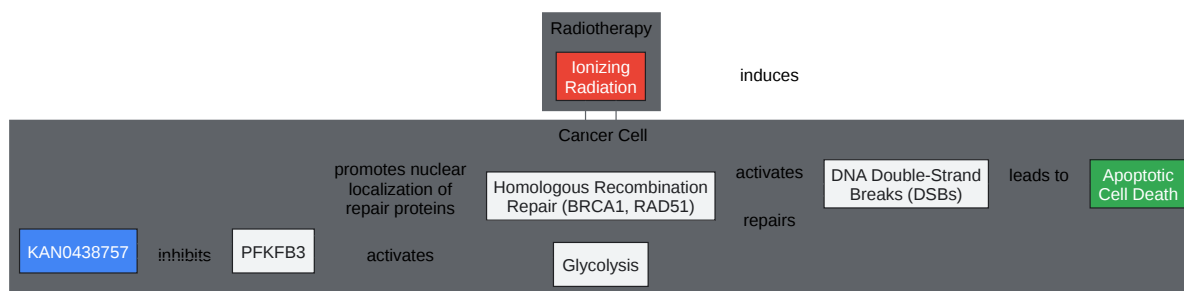 Radiotherapy
Ionizing
Radiation
induces
Cancer Cell
promotes nuclear
localization of
repair proteins
Homologous Recombination
Repair (BRCA1, RAD51)
activates
repairs
DNA Double-Strand
Breaks (DSBs)
leads to
Apoptotic
Cell Death
KAN0438757
inhibits
PFKFB3
activates
Glycolysis